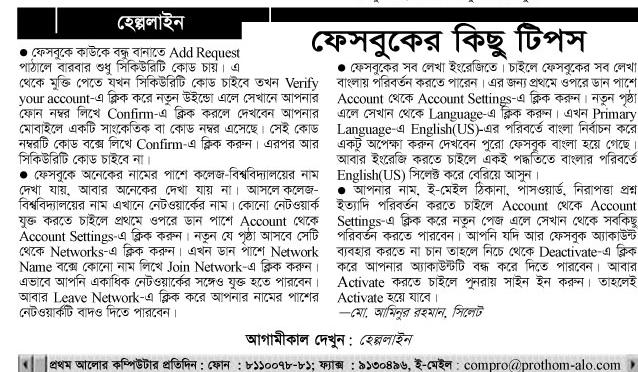 হেল্পলাইন
ফেসবুকের কিছু টিপস
● ফেসবুকে কাউকে বন্ধু বানাতে Add Request
পাঠালে বারবার শুধু সিকিউরিটি কোড চায়। এ
থেকে মুক্তি পেতে যখন সিকিউরিটি কোড চাইবে তখন Verify
your account-এ ক্লিক করে নতুন উইন্ডো এলে সেখানে আপনার
ফোন নম্বর লিখে Confirm-এ ক্লিক করলে দেখবেন আপনার
মোবাইলে একটি সাংকেতিক বা কোড নম্বর এসেছে। সেই কোড
নম্বরটি কোড বক্সে লিখে Confirm-এ ক্লিক করুন। এরপর আর
সিকিউরিটি কোড চাইবে না।
● ফেসবুকে অনেকের নামের পাশে কলেজ-বিশ্ববিদ্যালয়ের নাম
দেখা যায়, আবার অনেকের দেখা যায় না। আসলে কলেজ-
বিশ্ববিদ্যালয়ের নাম এখানে নেটওয়ার্কের নাম। কোনো নেটওয়ার্ক
যুক্ত করতে চাইলে প্রথমে ওপরে ডান পাশে Account থেকে
Account Settings-এ ক্লিক করুন। নতুন যে পৃষ্ঠা আসবে সেটি
থেকে Networks-এ ক্লিক করুন। এখন ডান পাশে Network
Name বক্সে কোনো নাম লিখে Join Network-এ ক্লিক করুন।
এভাবে আপনি একাধিক নেটওয়ার্কের সঙ্গেও যুক্ত হতে পারবেন।
আবার Leave Network-এ ক্লিক করে আপনার নামের পাশের
নেটওয়ার্কটি বাদও দিতে পারবেন।
● ফেসবুকের সব লেখা ইংরেজিতে। চাইলে ফেসবুকের সব লেখা
বাংলায় পরিবর্তন করতে পারেন। এর জন্য প্রথমে ওপরে ডান পাশে
Account থেকে Account Settings-এ ক্লিক করুন। নতুন পৃষ্ঠা
এলে সেখান থেকে Language-এ ক্লিক করুন। এখন Primary
Language-এ English(US)-এর পরিবর্তে বাংলা নির্বাচন করে
একটু অপেক্ষা করুন দেখবেন পুরো ফেসবুক বাংলা হয়ে গেছে।
আবার ইংরেজি করতে চাইলে একই পদ্ধতিতে বাংলার পরিবর্তে
English(US) সিলেক্ট করে বেরিয়ে আসুন।
● আপনার নাম, ই-মেইল ঠিকানা, পাসওয়ার্ড, নিরাপত্তা প্রশ্ন
ইত্যাদি পরিবর্তন করতে চাইলে Account থেকে Account
Settings-এ ক্লিক করে নতুন পেজ এলে সেখান থেকে সবকিছু
পরিবর্তন করতে পারবেন। আপনি যদি আর ফেসবুক অ্যাকাউন্ট
ব্যবহার করতে না চান তাহলে নিচে থেকে Deactivate-এ ক্লিক
করে আপনার অ্যাকাউন্টটি বন্ধ করে দিতে পারবেন। আবার
Activate করতে চাইলে পুনরায় সাইন ইন করুন। তাহলেই
Activate হয়ে যাবে।
—মো. আমিনুর রহমান, সিলেট
আগামীকাল দেখুন : হেল্পলাইন
প্রথম আলোর কম্পিউটার প্রতিদিন : ফোন : ৮১১০০৭৮-৮১; ফ্যাক্স : ৯১৩০৪৯৬, ই-মেইল : compro@prothom-alo.com